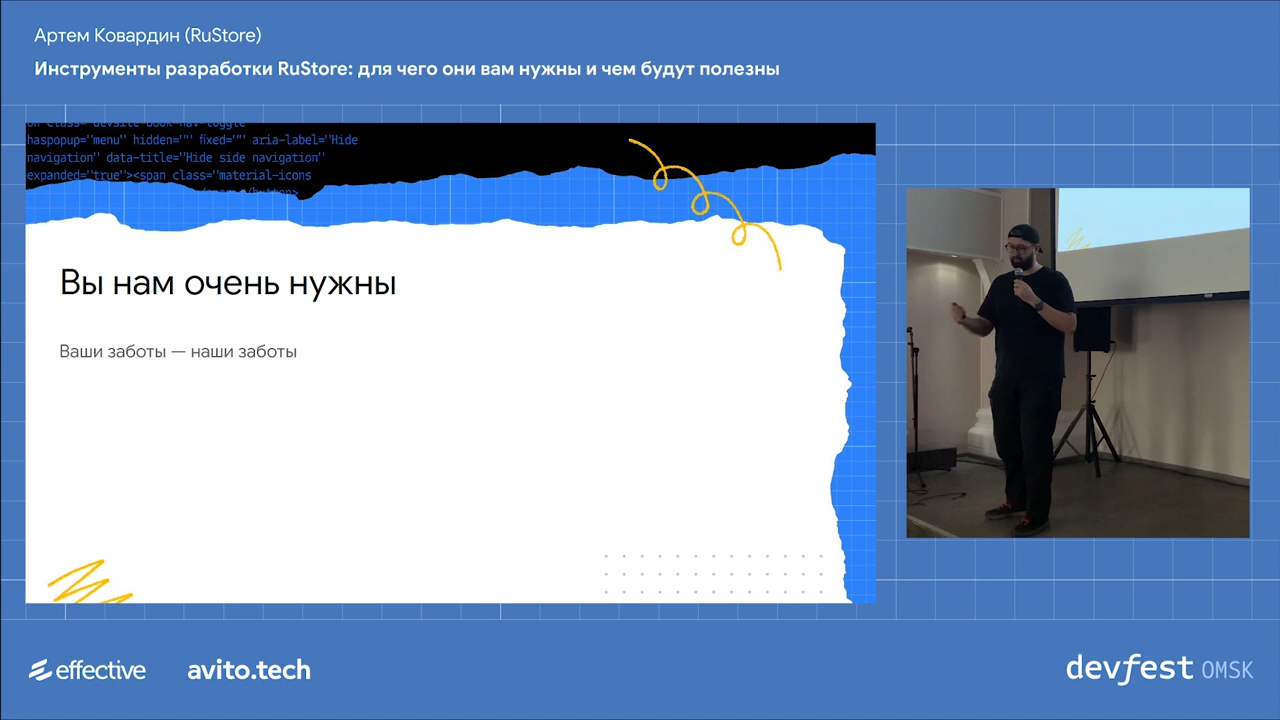 Артем Ковардин (RuStore)
Инструменты разработки RuStore: для чего они вам нужны и чем будут полезны
haspopup="menu" hidden="" fixed="" aria-label="Hide
navigation" data-title="Hide side navigation"
expanded="true"><span class="material-icons
Вы нам очень нужны
Ваши заботы — наши заботы
effective
avito.tech
devfest OMSK